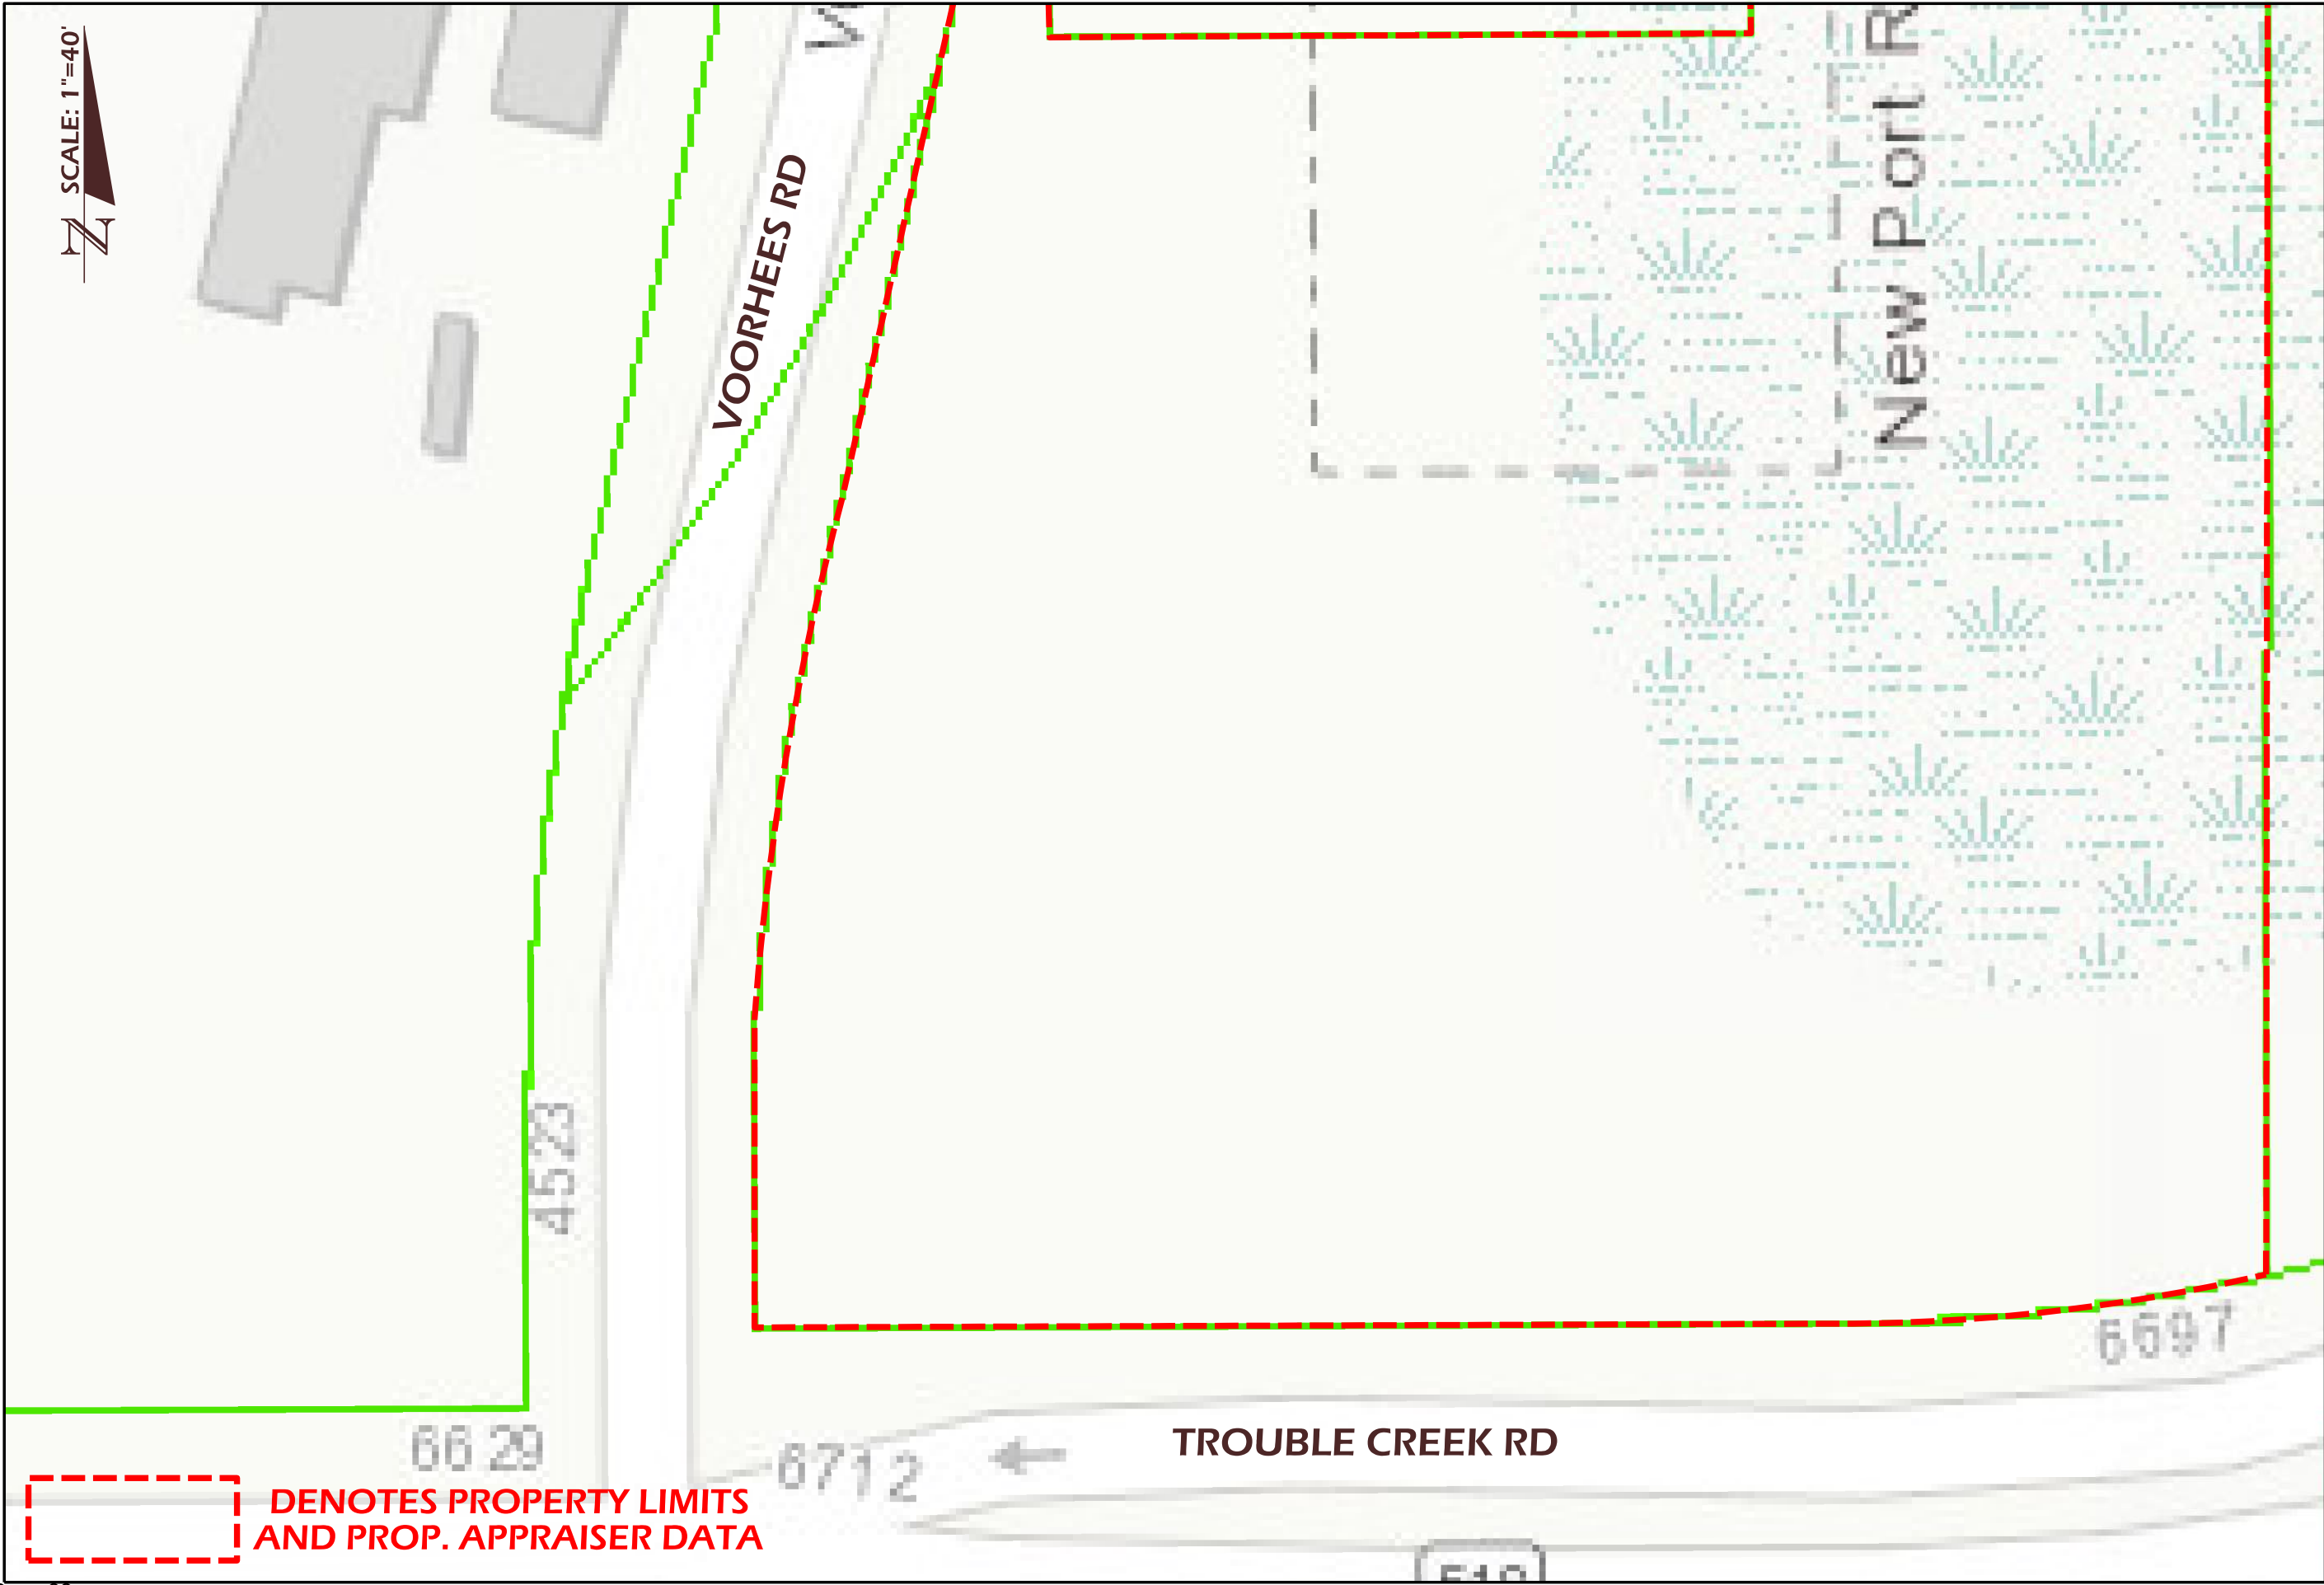 SCALE: 1"=40'
N
VOORHEES RD
New Port R
4523
6629
6712
6697
TROUBLE CREEK RD
DENOTES PROPERTY LIMITS
AND PROP. APPRAISER DATA